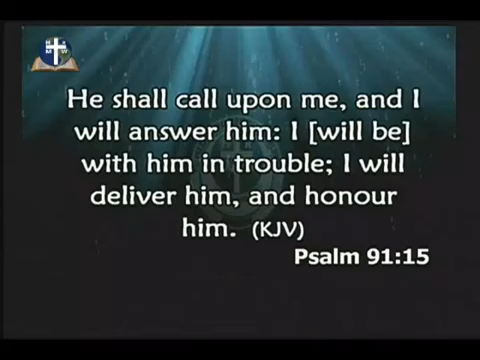 He shall call upon me, and I
will answer him: I [will be]
with him in trouble; I will
deliver him, and honour
him. (KJV)
Psalm 91:15